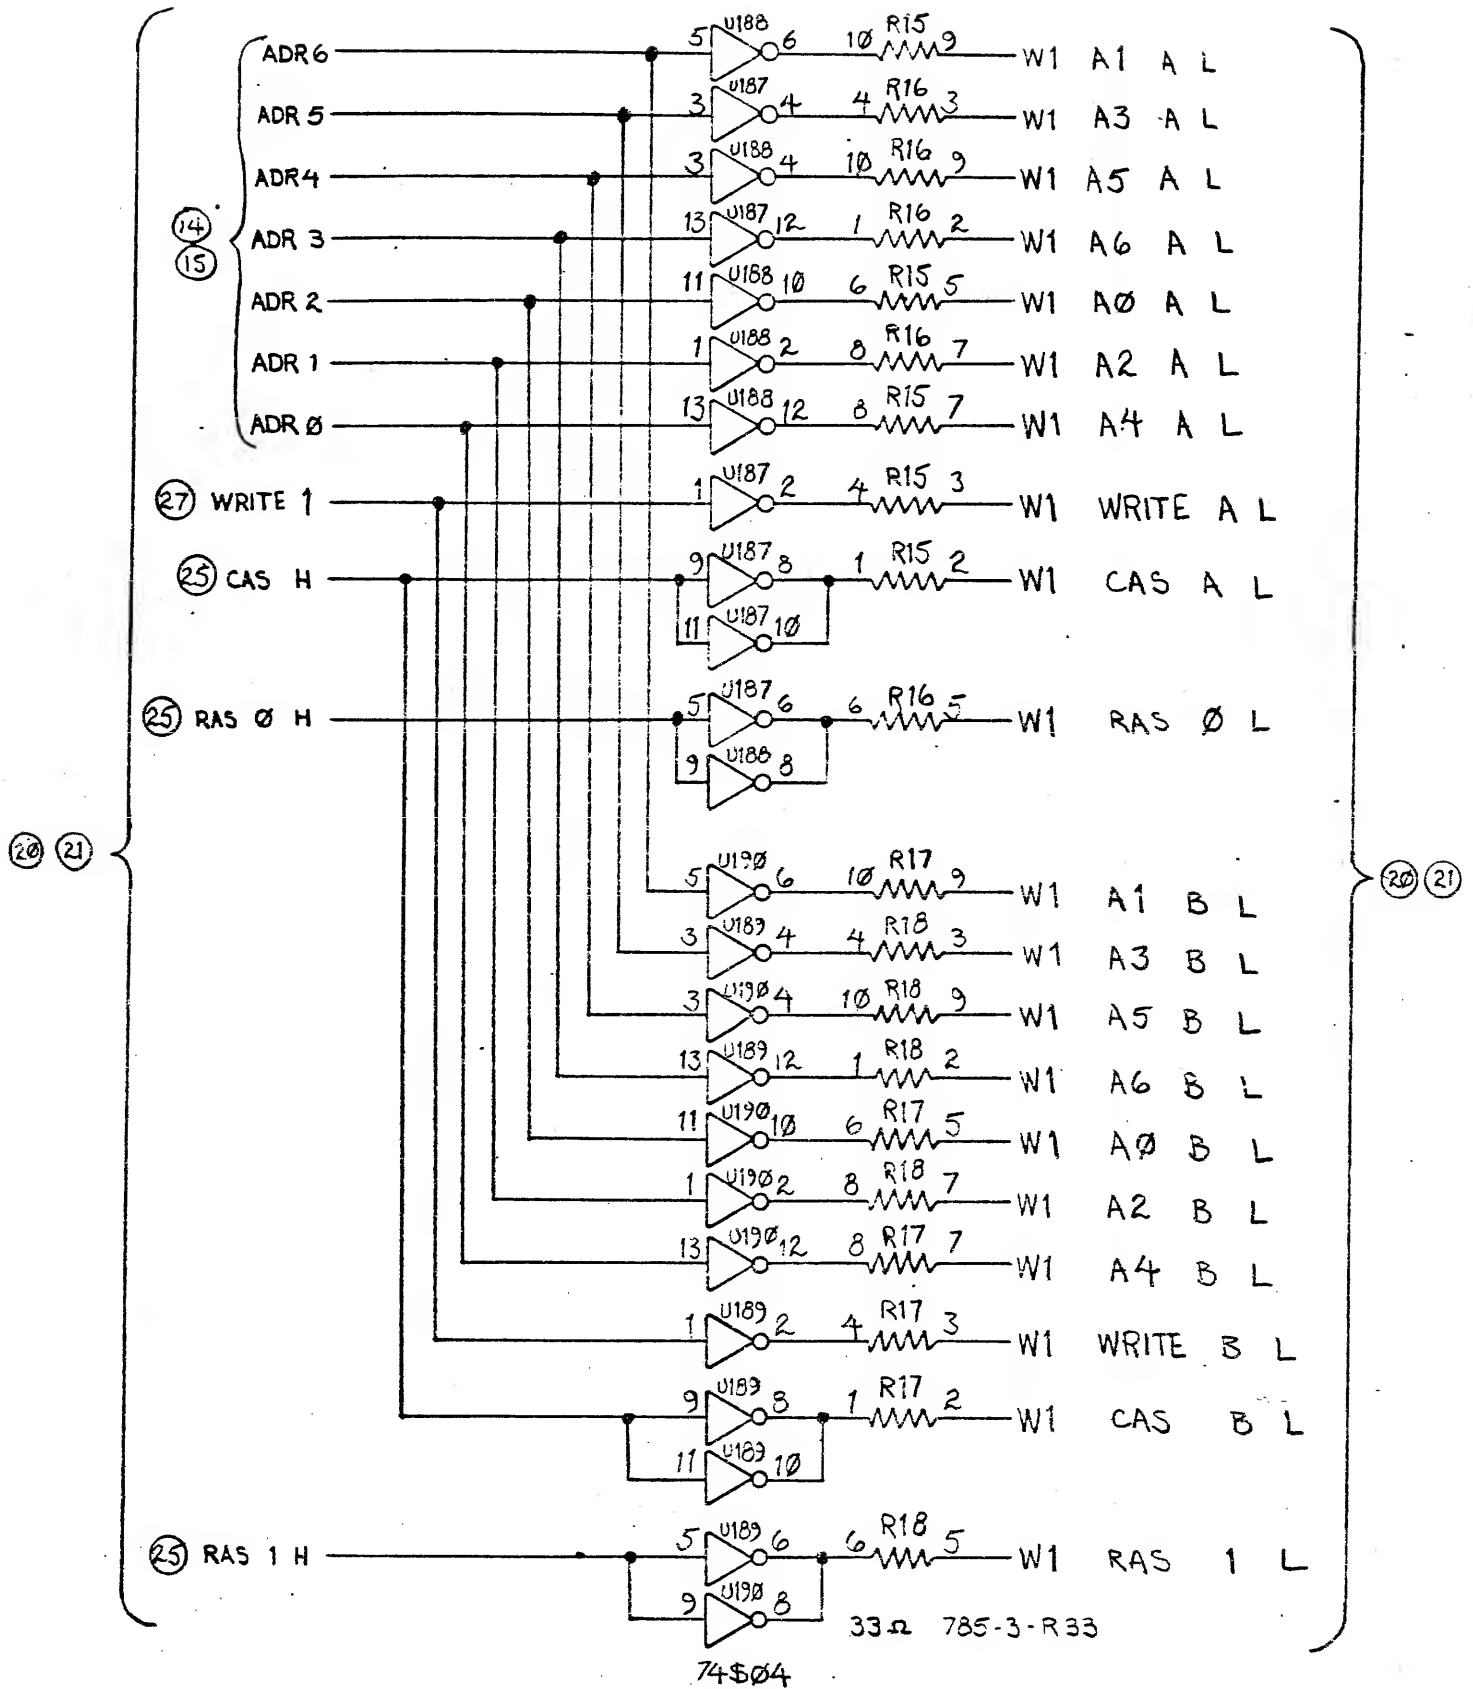 U188
ADR 6 5 6 10 R15 9 W1 A1 A L
U187
ADR 5 3 4 4 R16 3 W1 A3 A L
U188
ADR 4 3 4 10 R16 9 W1 A5 A L
14
15
U187
ADR 3 13 12 1 R16 2 W1 A6 A L
U188
ADR 2 11 10 6 R15 5 W1 AØ A L
U188
ADR 1 1 2 8 R16 7 W1 A2 A L
U188
ADR Ø 13 12 8 R15 7 W1 A4 A L
U187
27 WRITE 1 1 2 4 R15 3 W1 WRITE A L
U187
25 CAS H 9 8 1 R15 2 W1 CAS A L
U187
11 1Ø
U187
25 RAS Ø H 5 6 6 R16 5 W1 RAS Ø L
U188
9 8
2Ø 21
2Ø 21
U19Ø
5 6 1Ø R17 9 W1 A1 B L
U189
3 4 4 R18 3 W1 A3 B L
U19Ø
3 4 1Ø R18 9 W1 A5 B L
U189
13 12 1 R18 2 W1 A6 B L
U190
11 1Ø 6 R17 5 W1 AØ B L
U19Ø
1 2 8 R18 7 W1 A2 B L
U19Ø
13 12 8 R17 7 W1 A4 B L
U189
1 2 4 R17 3 W1 WRITE B L
U189
9 8 1 R17 2 W1 CAS B L
U189
11 1Ø
U189
25 RAS 1 H 5 6 6 R18 5 W1 RAS 1 L
U19Ø
9 8
33Ω 785-3-R33
74SØ4